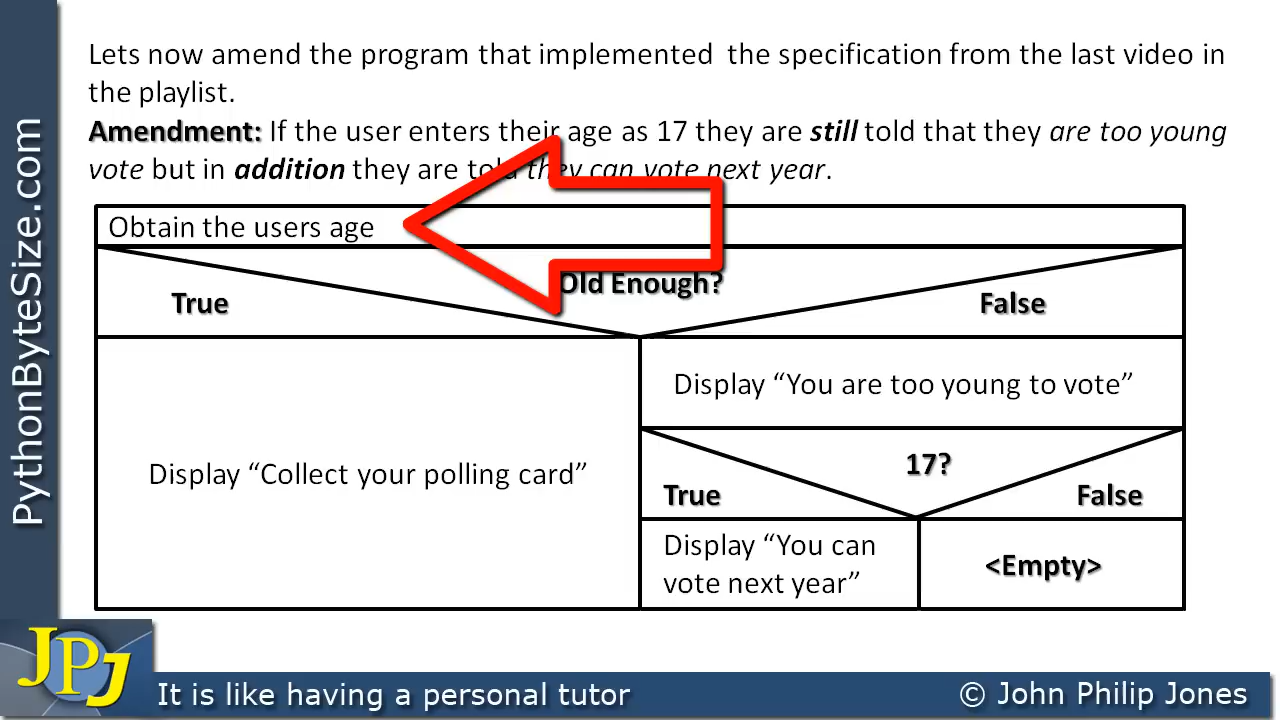 PythonByteSize.com
Lets now amend the program that implemented the specification from the last video in
the playlist.
Amendment: If the user enters their age as 17 they are still told that they are too young
vote but in addition they are told they can vote next year.
Obtain the users age
Old Enough?
True
False
Display “You are too young to vote”
Display “Collect your polling card”
17?
True
False
Display “You can
vote next year”
<Empty>
JPJ
It is like having a personal tutor
© John Philip Jones